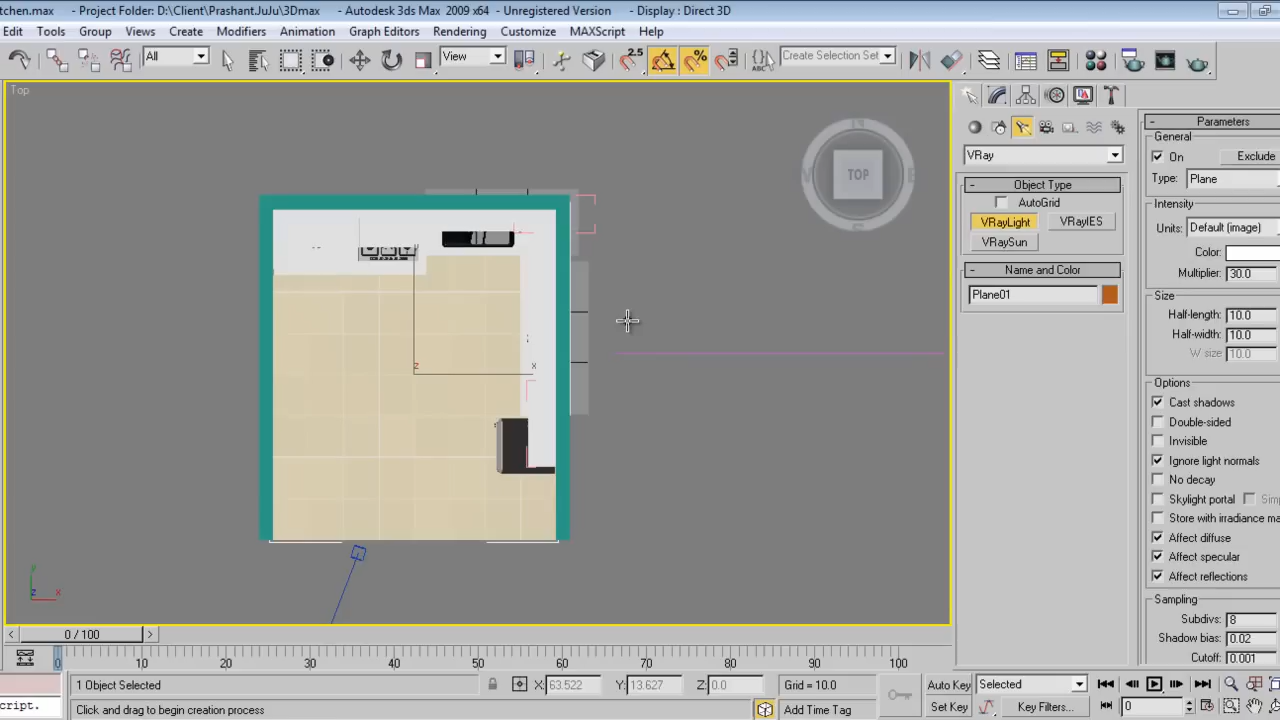 tchen.max - Project Folder: D:\Client\PrashantJuJu\3Dmax - Autodesk 3ds Max 2009 x64 - Unregistered Version - Display : Direct 3D
Edit Tools Group Views Create Modifiers Animation Graph Editors Rendering Customize MAXScript Help
All View 2.5 ABC Create Selection Set
Top
TOP
VRay
Object Type
AutoGrid
VRayLight VRayIES
VRaySun
Name and Color
Plane01
Parameters
General
On Exclude
Type: Plane
Intensity
Units: Default (image)
Color:
Multiplier: 30.0
Size
Half-length: 10.0
Half-width: 10.0
W size 10.0
Options
Cast shadows
Double-sided
Invisible
Ignore light normals
No decay
Skylight portal Sim
Store with irradiance ma
Affect diffuse
Affect specular
Affect reflections
Sampling
Subdivs: 8
Shadow bias: 0.02
Cutoff: 0.001
z x
y
z x
< 0 / 100 >
0 10 20 30 40 50 60 70 80 90 100
1 Object Selected X: 63.522 Y: 13.627 Z: 0.0 Grid = 10.0 Auto Key Selected
cript. Click and drag to begin creation process Add Time Tag Set Key Key Filters... 0